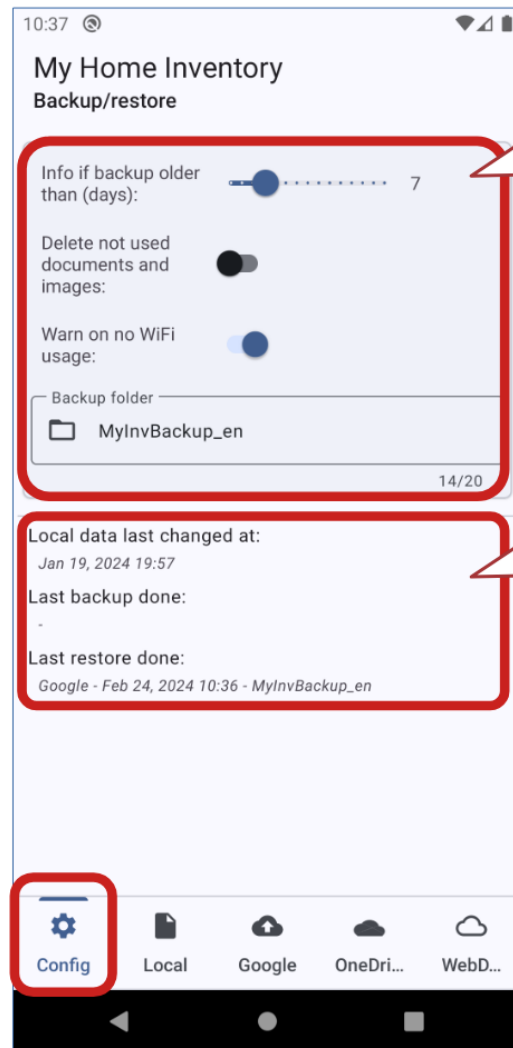 10:37
My Home Inventory
Backup/restore
Info if backup older
than (days):
7
Delete not used
documents and
images:
Warn on no WiFi
usage:
Backup folder
MyInvBackup_en
14/20
Local data last changed at:
Jan 19, 2024 19:57
Last backup done:
-
Last restore done:
Google - Feb 24, 2024 10:36 - MyInvBackup_en
Config
Local
Google
OneDri...
WebD...